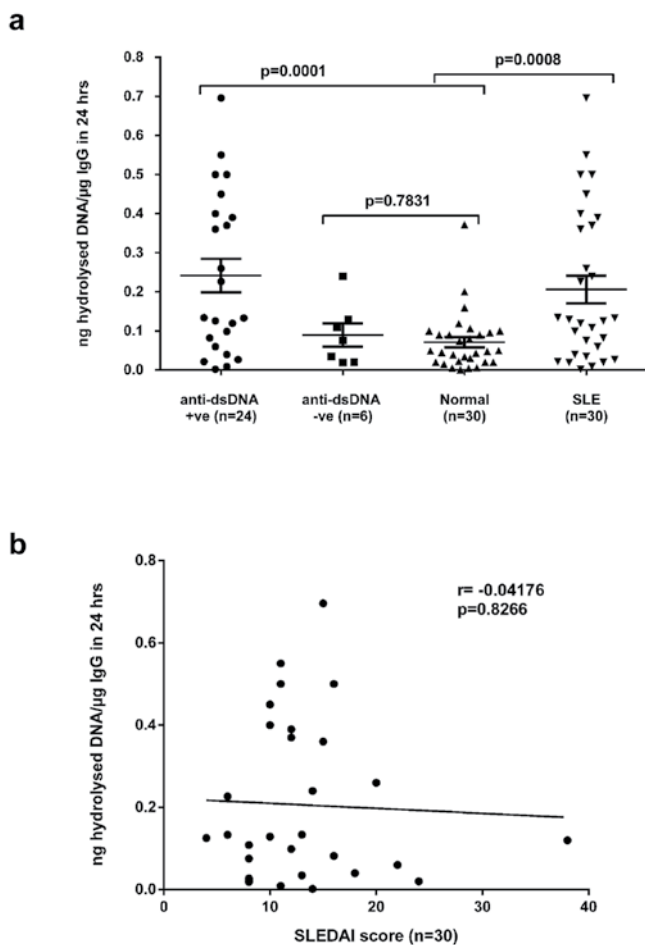 a
ng hydrolysed DNA/µg IgG in 24 hrs
0.8
0.7
0.6
0.5
0.4
0.3
0.2
0.1
0.0
p=0.0001
p=0.0008
p=0.7831
anti-dsDNA
+ve (n=24)
anti-dsDNA
-ve (n=6)
Normal
(n=30)
SLE
(n=30)
b
ng hydrolysed DNA/µg IgG in 24 hrs
0.8
0.6
0.4
0.2
0.0
r= -0.04176
p=0.8266
0
10
20
30
40
SLEDAI score (n=30)